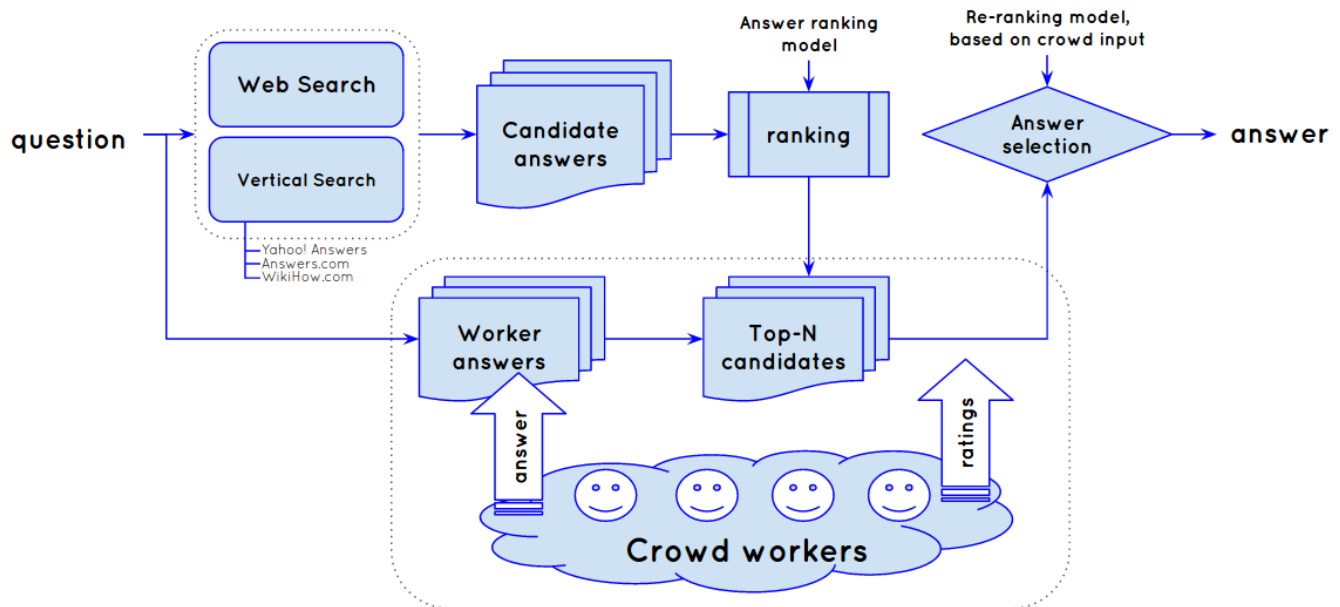 question
Web Search
Vertical Search
Yahoo! Answers
Answers.com
WikiHow.com
Candidate
answers
Answer ranking
model
ranking
Re-ranking model,
based on crowd input
Answer
selection
answer
Worker
answers
Top-N
candidates
answer
ratings
Crowd workers